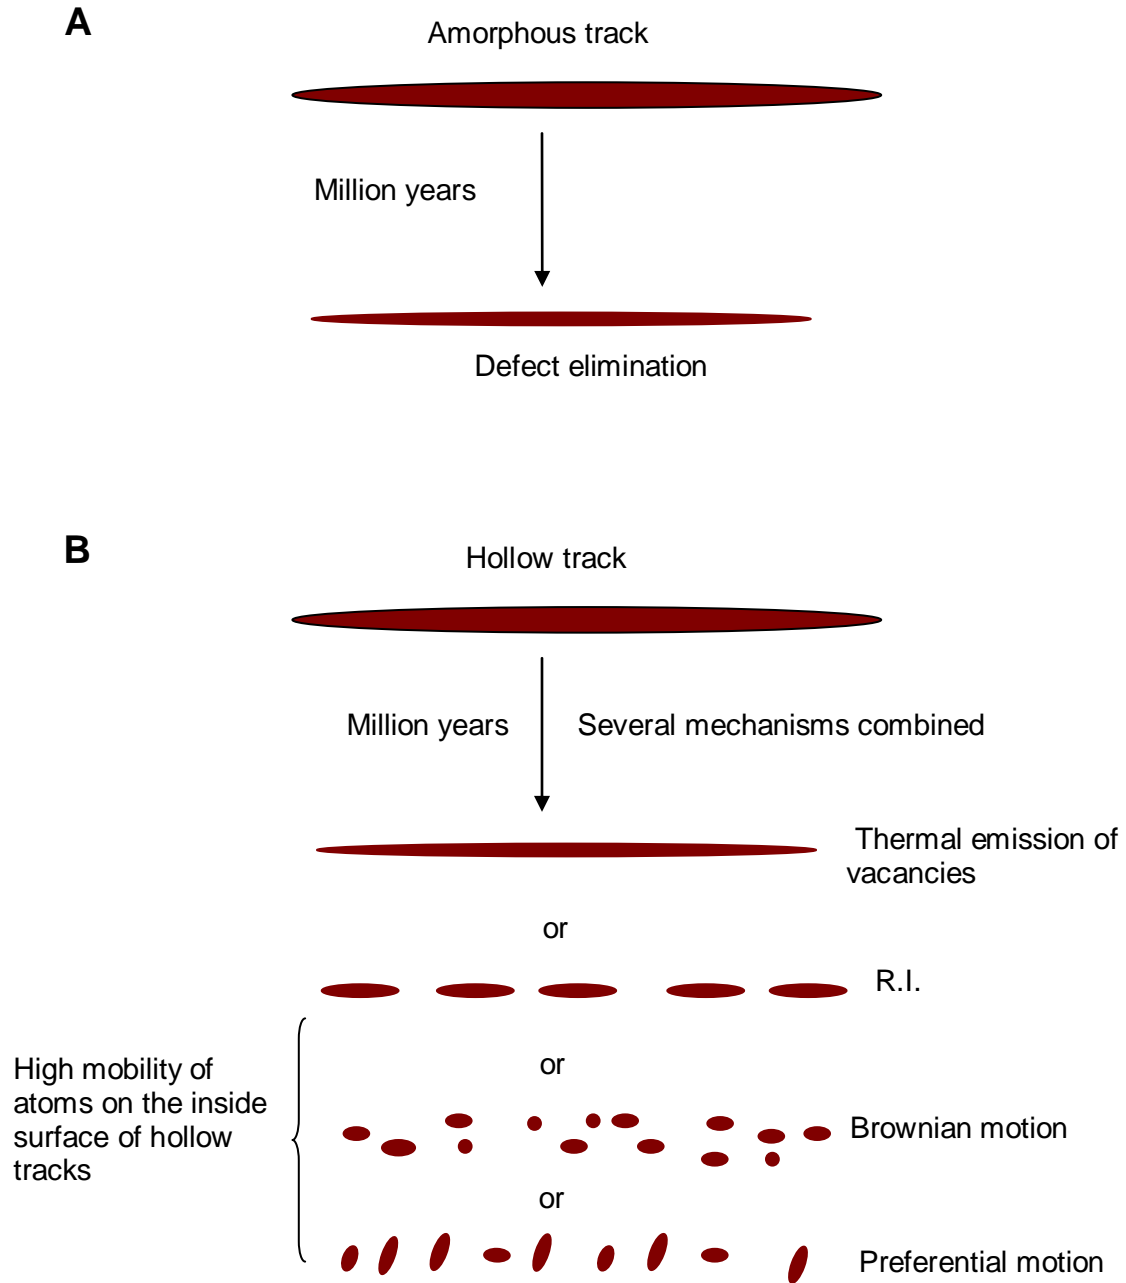 A
Amorphous track
Million years
Defect elimination
B
Hollow track
Million years
Several mechanisms combined
Thermal emission of
vacancies
or
R.I.
or
High mobility of
atoms on the inside
surface of hollow
tracks
Brownian motion
or
Preferential motion